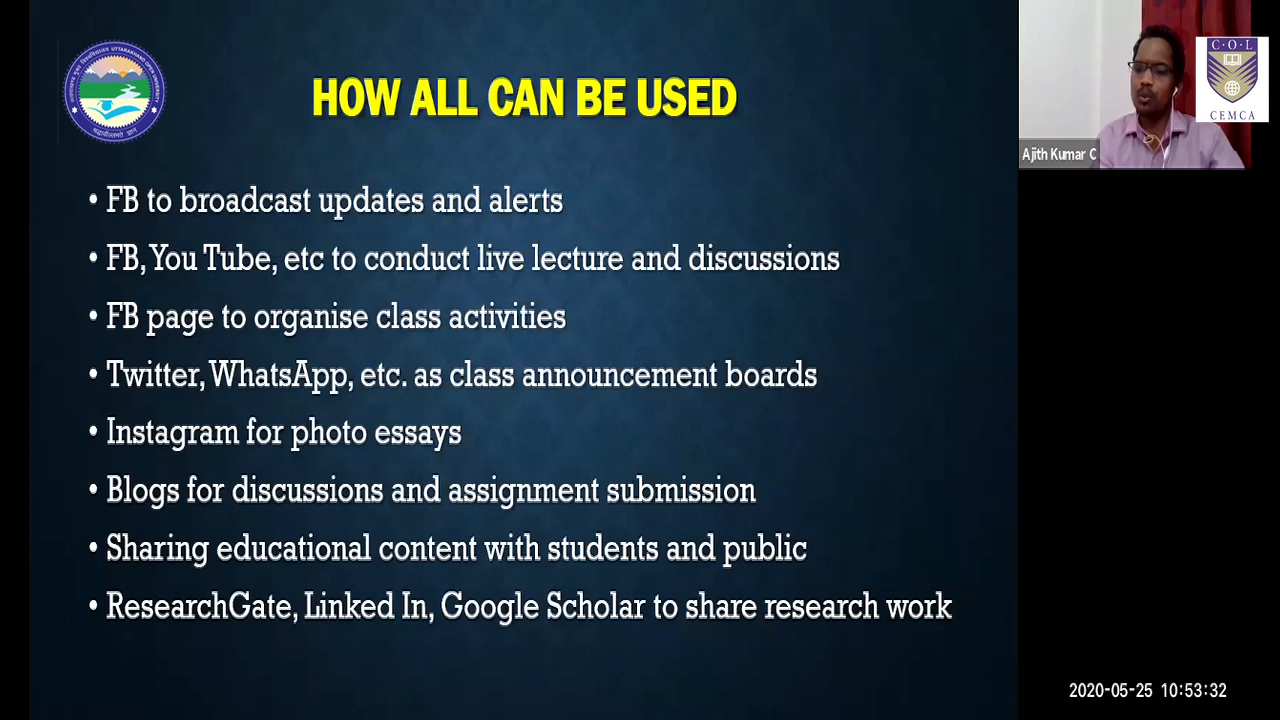 HOW ALL CAN BE USED
• FB to broadcast updates and alerts
• FB, You Tube, etc to conduct live lecture and discussions
• FB page to organise class activities
• Twitter, WhatsApp, etc. as class announcement boards
• Instagram for photo essays
• Blogs for discussions and assignment submission
• Sharing educational content with students and public
• ResearchGate, Linked In, Google Scholar to share research work
UTTARAKHAND OPEN UNIVERSITY
Ajith Kumar C
C·O·L
CEMCA
2020-05-25 10:53:32